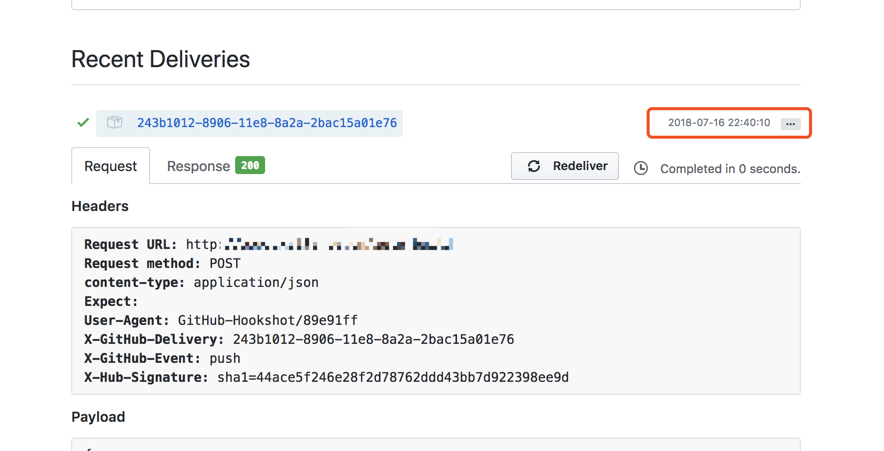 Recent Deliveries
243b1012-8906-11e8-8a2a-2bac15a01e76 2018-07-16 22:40:10 ...
Request Response 200 Redeliver Completed in 0 seconds.
Headers
Request URL: http:
Request method: POST
content-type: application/json
Expect:
User-Agent: GitHub-Hookshot/89e91ff
X-GitHub-Delivery: 243b1012-8906-11e8-8a2a-2bac15a01e76
X-GitHub-Event: push
X-Hub-Signature: sha1=44ace5f246e28f2d78762ddd43bb7d922398ee9d
Payload